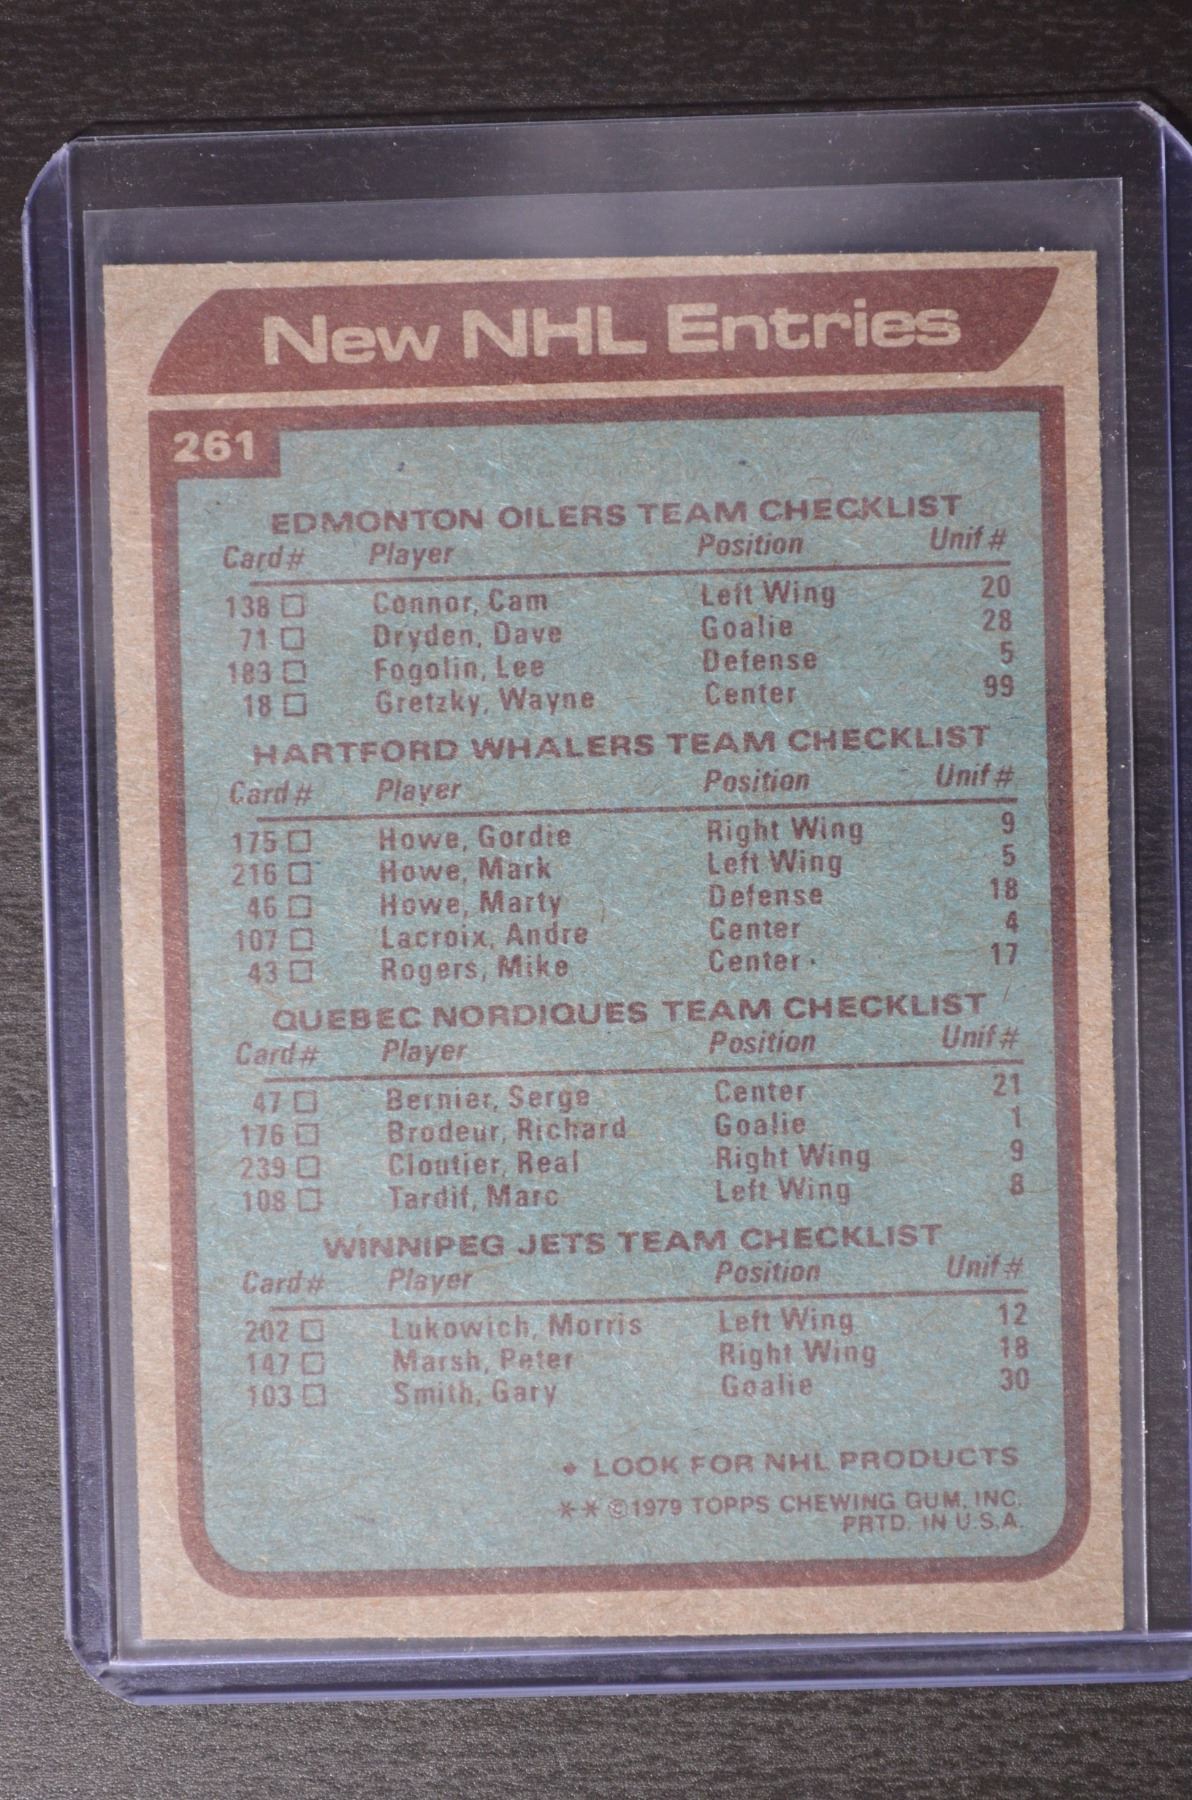 New NHL Entries
261
EDMONTON OILERS TEAM CHECKLIST
Card # Player Position Unif #
138 □ Connor, Cam Left Wing 20
71 □ Dryden, Dave Goalie 28
183 □ Fogolin, Lee Defense 5
18 □ Gretzky, Wayne Center 99
HARTFORD WHALERS TEAM CHECKLIST
Card # Player Position Unif #
175 □ Howe, Gordie Right Wing 9
216 □ Howe, Mark Left Wing 5
46 □ Howe, Marty Defense 18
107 □ Lacroix, Andre Center 4
43 □ Rogers, Mike Center 17
QUEBEC NORDIQUES TEAM CHECKLIST
Card # Player Position Unif #
47 □ Bernier, Serge Center 21
176 □ Brodeur, Richard Goalie 1
239 □ Cloutier, Real Right Wing 9
108 □ Tardif, Marc Left Wing 8
WINNIPEG JETS TEAM CHECKLIST
Card # Player Position Unif #
202 □ Lukowich, Morris Left Wing 12
147 □ Marsh, Peter Right Wing 18
103 □ Smith, Gary Goalie 30
♦ LOOK FOR NHL PRODUCTS
** ©1979 TOPPS CHEWING GUM, INC.
PRTD. IN U.S.A.